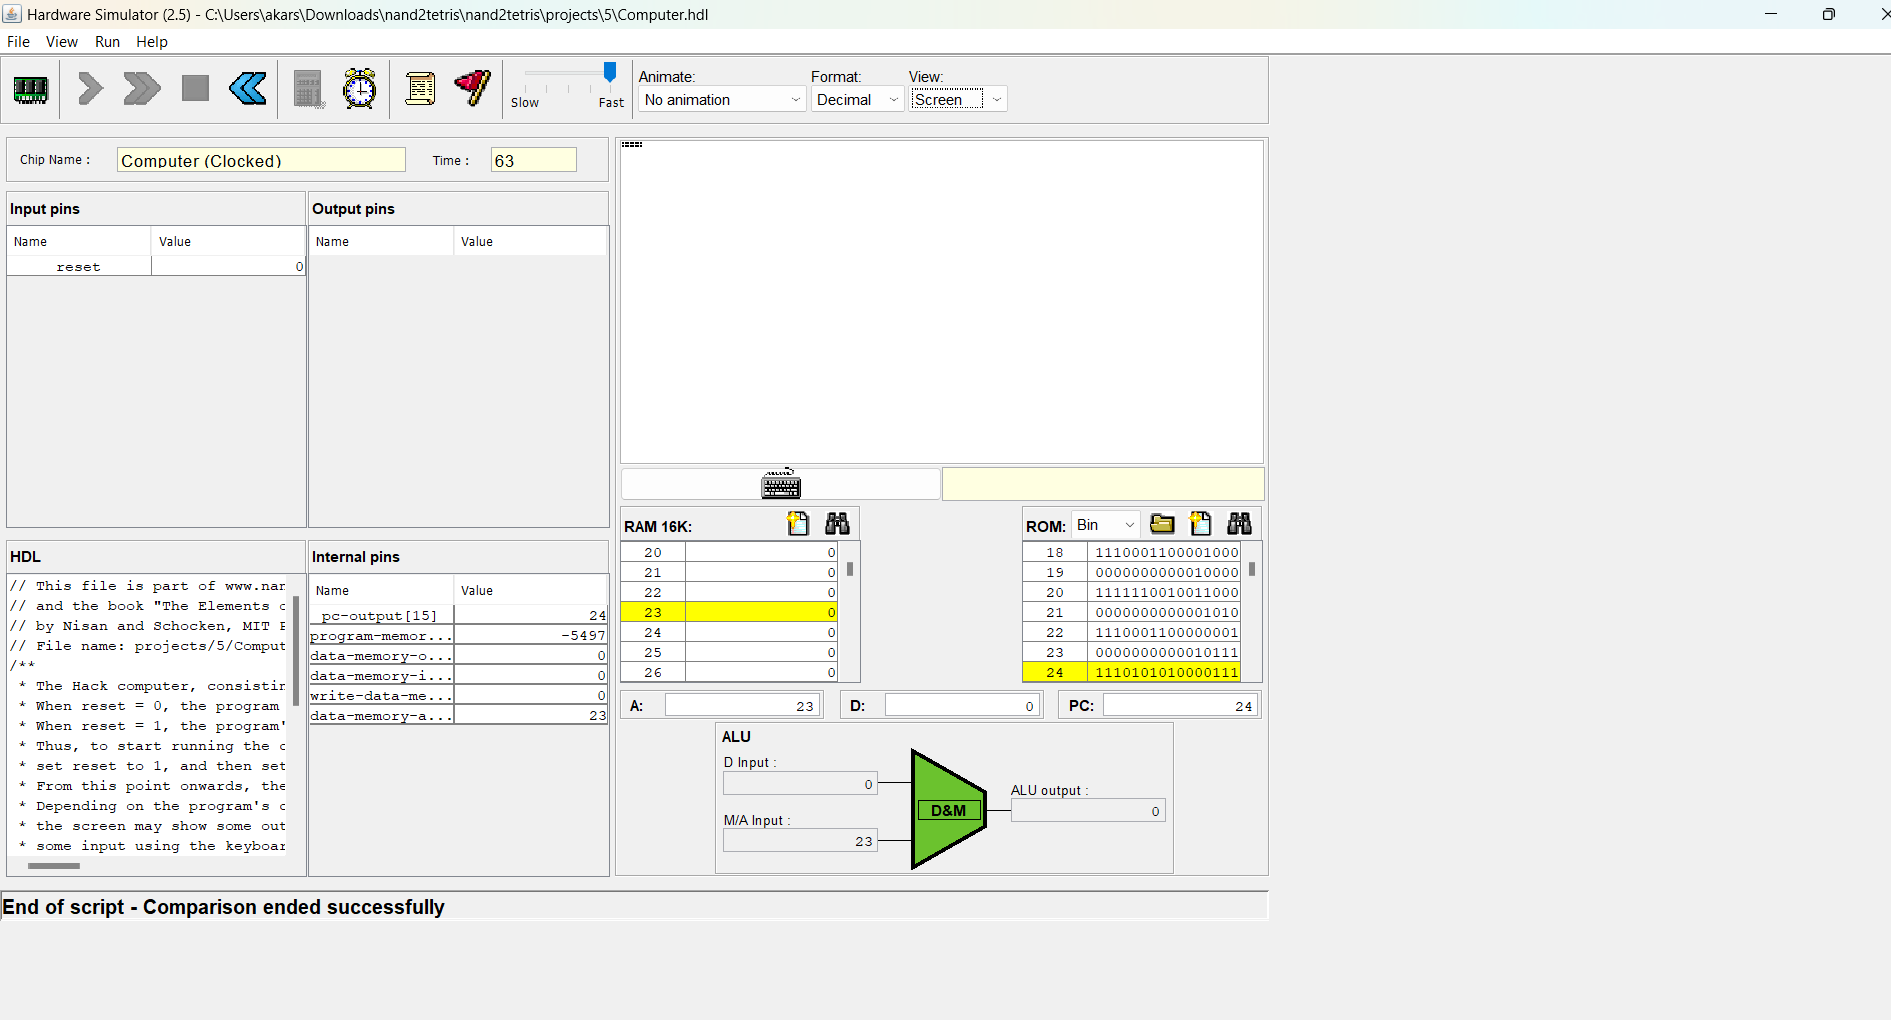 Hardware Simulator (2.5) - C:\Users\akars\Downloads\nand2tetris\nand2tetris\projects\5\Computer.hdl
File View Run Help
Slow Fast
Animate: Format: View:
No animation Decimal Screen
Chip Name : Computer (Clocked) Time : 63
Input pins
Name Value
reset 0
Output pins
Name Value
HDL
// This file is part of www.nan
// and the book "The Elements o
// by Nisan and Schocken, MIT P
// File name: projects/5/Comput
/**
* The Hack computer, consistin
* When reset = 0, the program
* When reset = 1, the program'
* Thus, to start running the c
* set reset to 1, and then set
* From this point onwards, the
* Depending on the program's c
* the screen may show some out
* some input using the keyboar
Internal pins
Name Value
pc-output[15] 24
program-memor... -5497
data-memory-o... 0
data-memory-i... 0
write-data-me... 0
data-memory-a... 23
RAM 16K:
20 0
21 0
22 0
23 0
24 0
25 0
26 0
ROM: Bin
18 1110001100001000
19 0000000000010000
20 1111110010011000
21 0000000000001010
22 1110001100000001
23 0000000000010111
24 1110101010000111
A: 23 D: 0 PC: 24
ALU
D Input :
0
M/A Input :
23
D&M
ALU output :
0
End of script - Comparison ended successfully